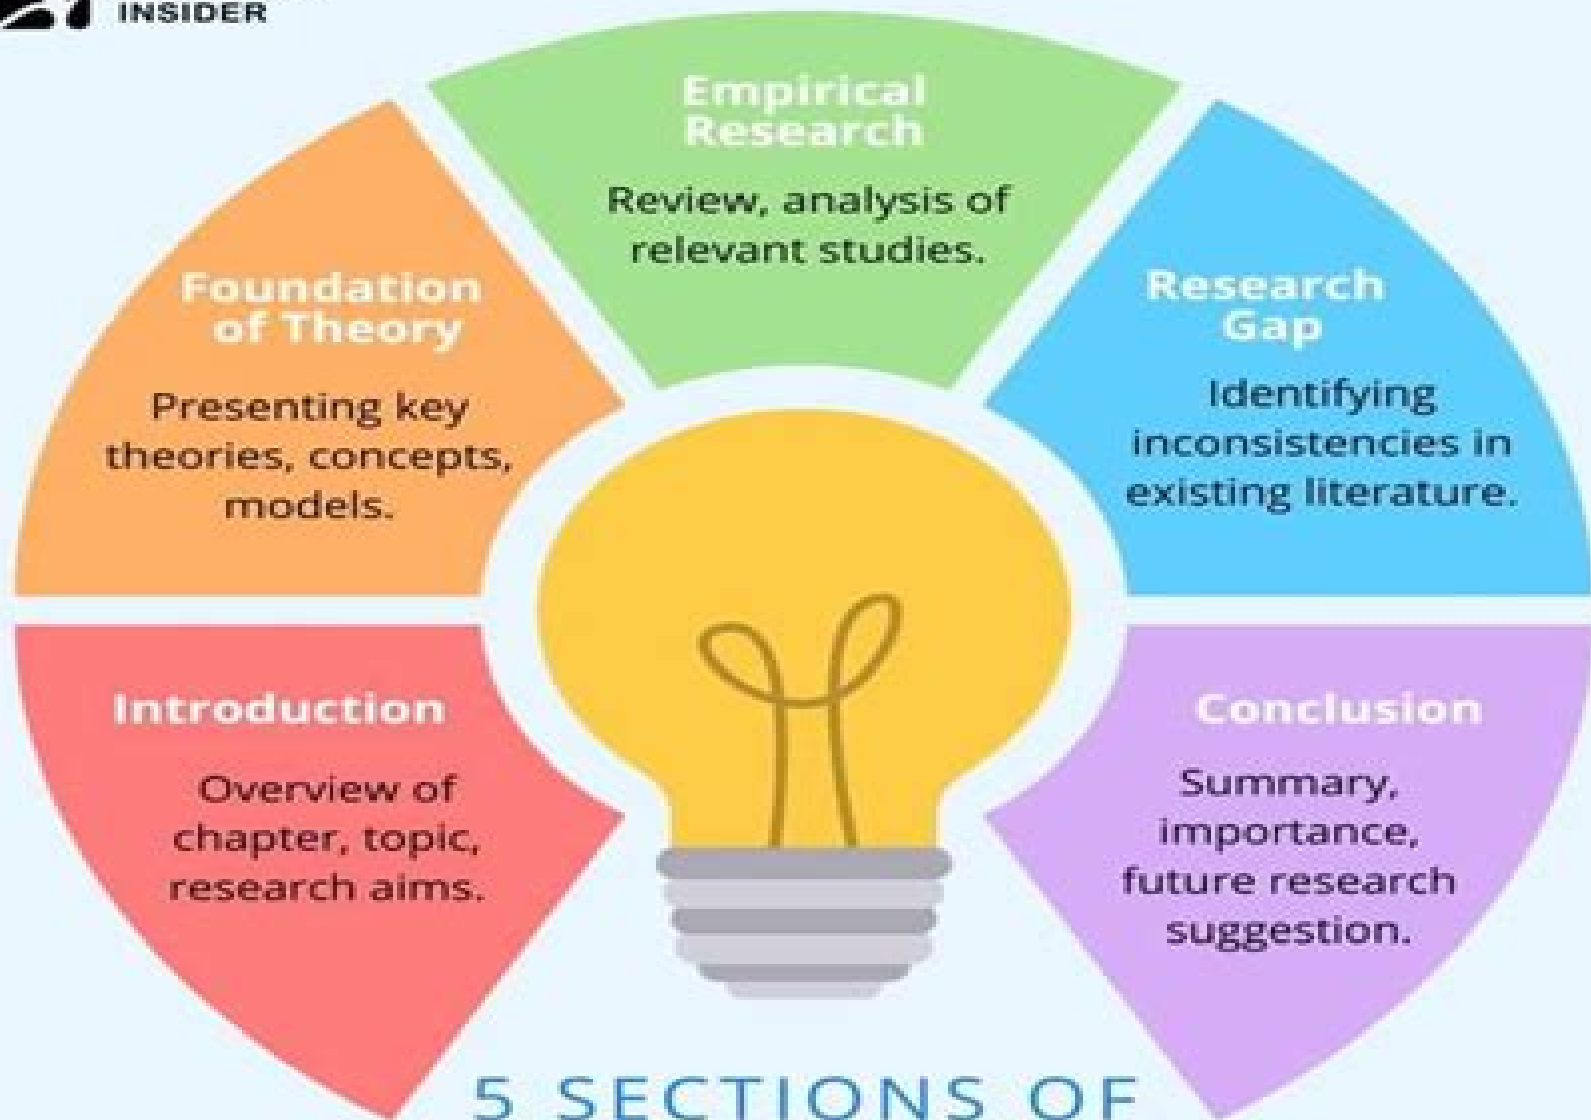 INSIDER
Empirical
Research
Review, analysis of
relevant studies.
Foundation
of Theory
Presenting key
theories, concepts,
models.
Research
Gap
Identifying
inconsistencies in
existing literature.
Introduction
Overview of
chapter, topic,
research aims.
Conclusion
Summary,
importance,
future research
suggestion.
5 SECTIONS OF